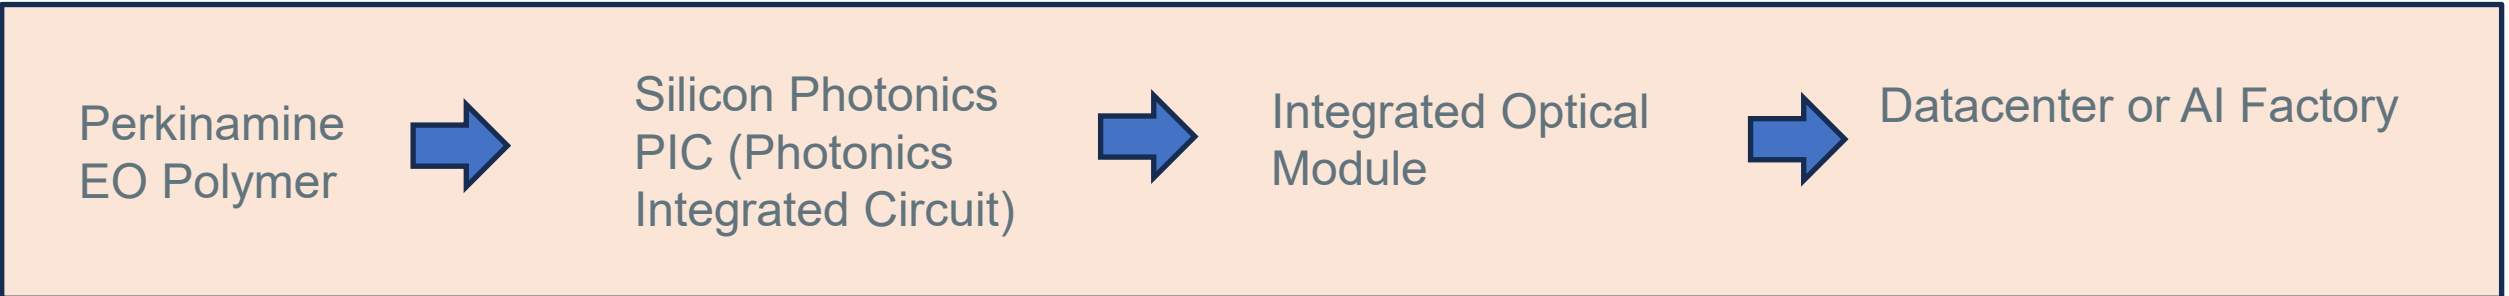 Perkinamine
EO Polymer
Silicon Photonics
PIC (Photonics
Integrated Circuit)
Integrated Optical
Module
Datacenter or AI Factory